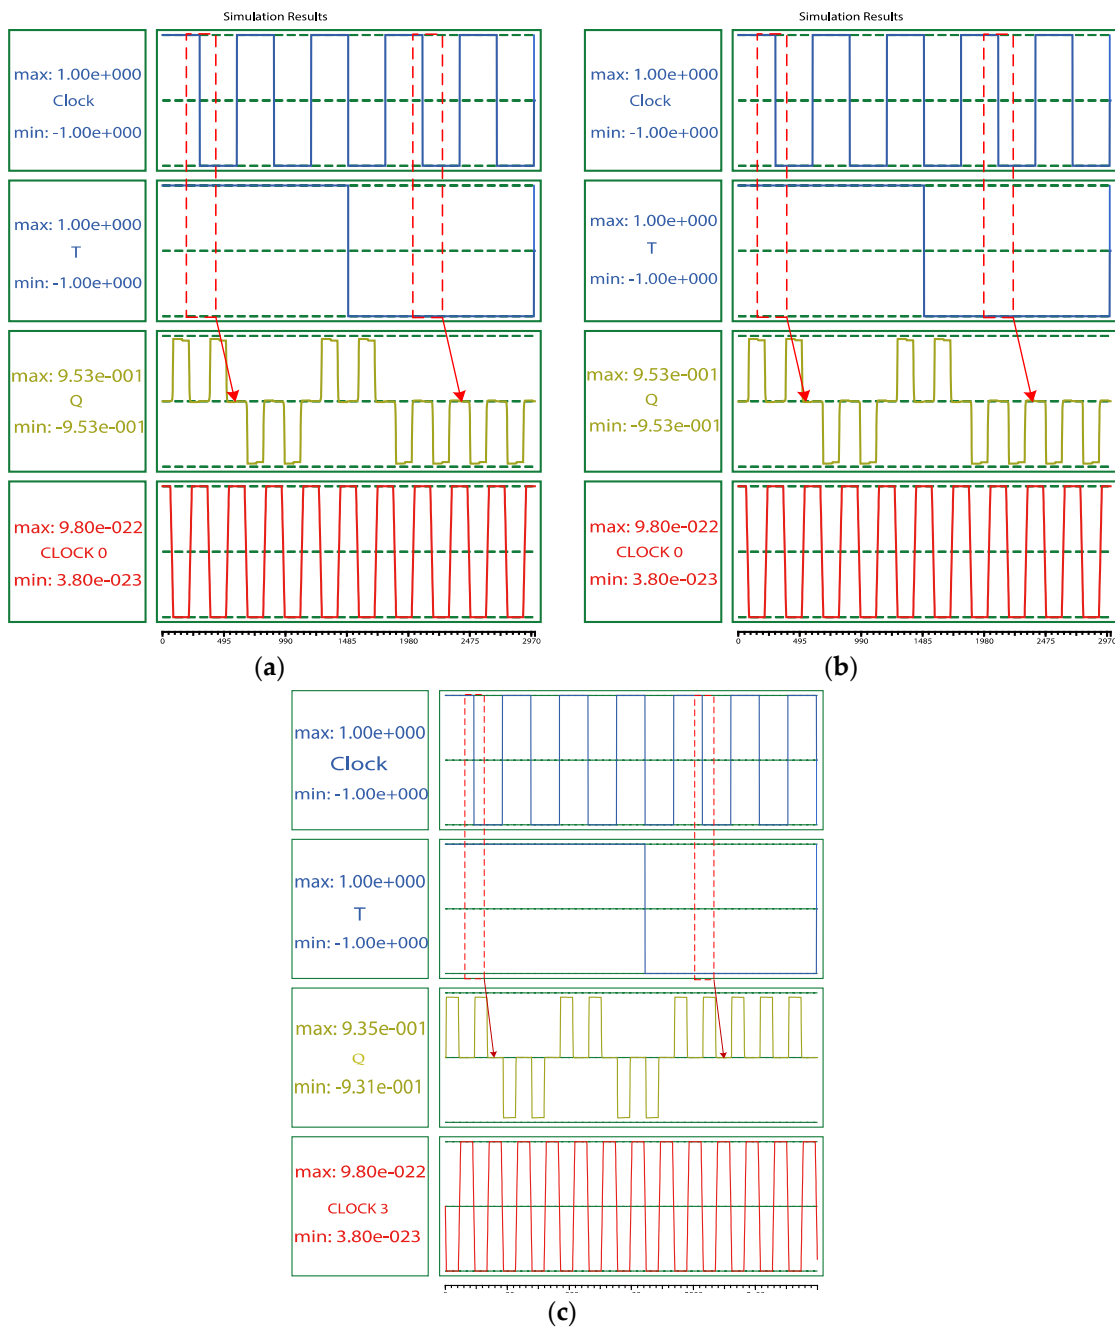 Simulation Results
max: 1.00e+000
Clock
min: -1.00e+000
max: 1.00e+000
T
min: -1.00e+000
max: 9.53e-001
Q
min: -9.53e-001
max: 9.80e-022
CLOCK 0
min: 3.80e-023
0 495 990 1485 1980 2475 2970
(a)
Simulation Results
max: 1.00e+000
Clock
min: -1.00e+000
max: 1.00e+000
T
min: -1.00e+000
max: 9.53e-001
Q
min: -9.53e-001
max: 9.80e-022
CLOCK 0
min: 3.80e-023
0 495 990 1485 1980 2475 2970
(b)
max: 1.00e+000
Clock
min: -1.00e+000
max: 1.00e+000
T
min: -1.00e+000
max: 9.35e-001
Q
min: -9.31e-001
max: 9.80e-022
CLOCK 3
min: 3.80e-023
(c)